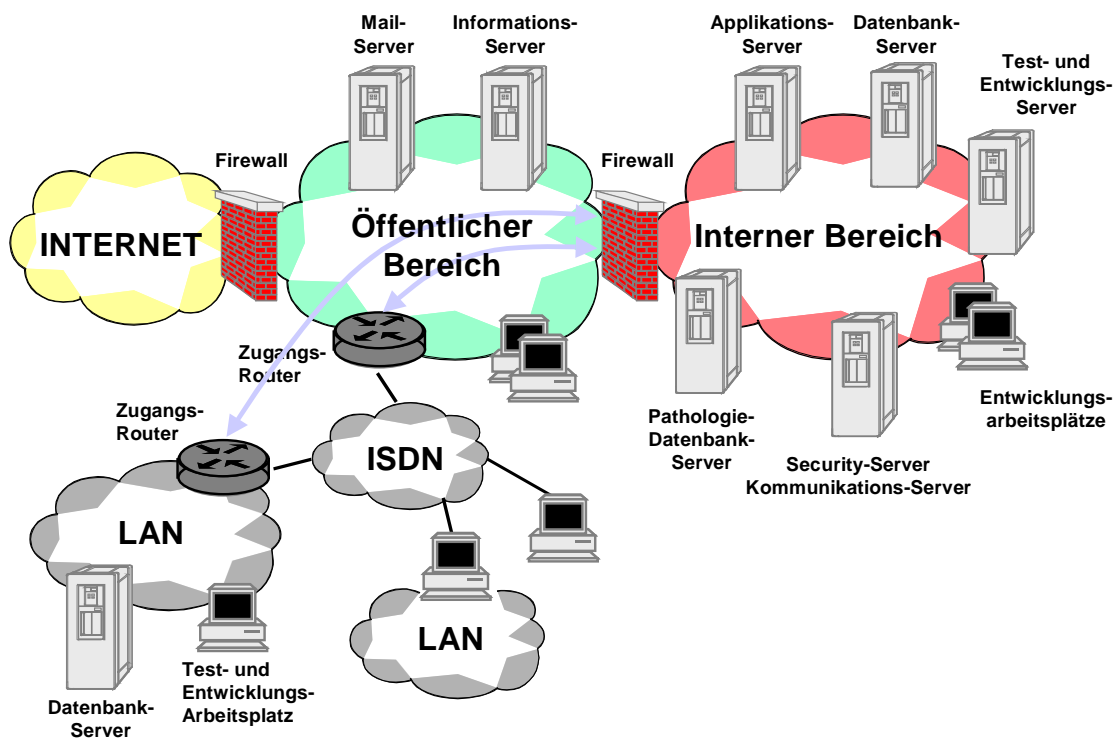 Mail-
Server
Informations-
Server
Applikations-
Server
Datenbank-
Server
Test- und
Entwicklungs-
Server
Firewall
Firewall
INTERNET
Öffentlicher
Bereich
Interner Bereich
Zugangs-
Router
Zugangs-
Router
ISDN
LAN
LAN
Pathologie-
Datenbank-
Server
Security-Server
Kommunikations-Server
Entwicklungs-
arbeitsplätze
Datenbank-
Server
Test- und
Entwicklungs-
Arbeitsplatz